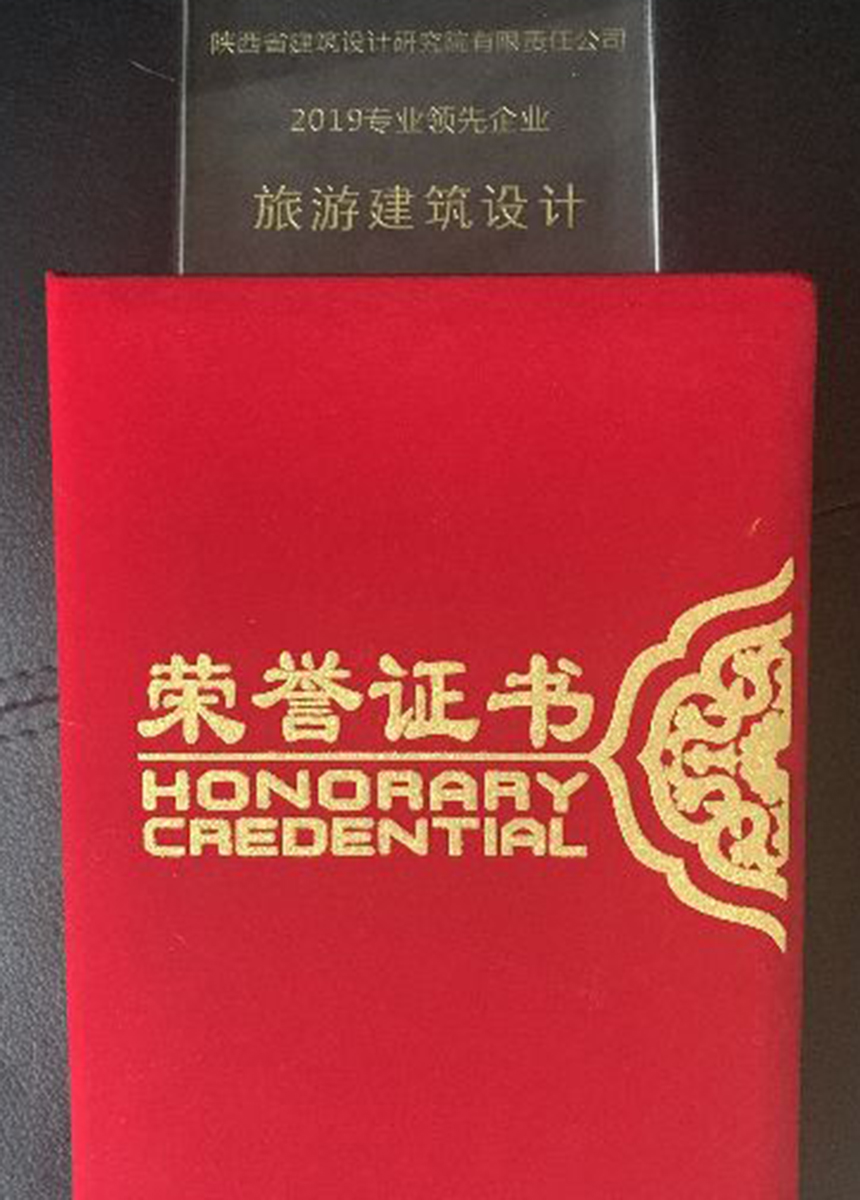 陕西省建筑设计研究院有限责任公司
2019专业领先企业
旅游建筑设计
荣誉证书
HONORARY
CREDENTIAL